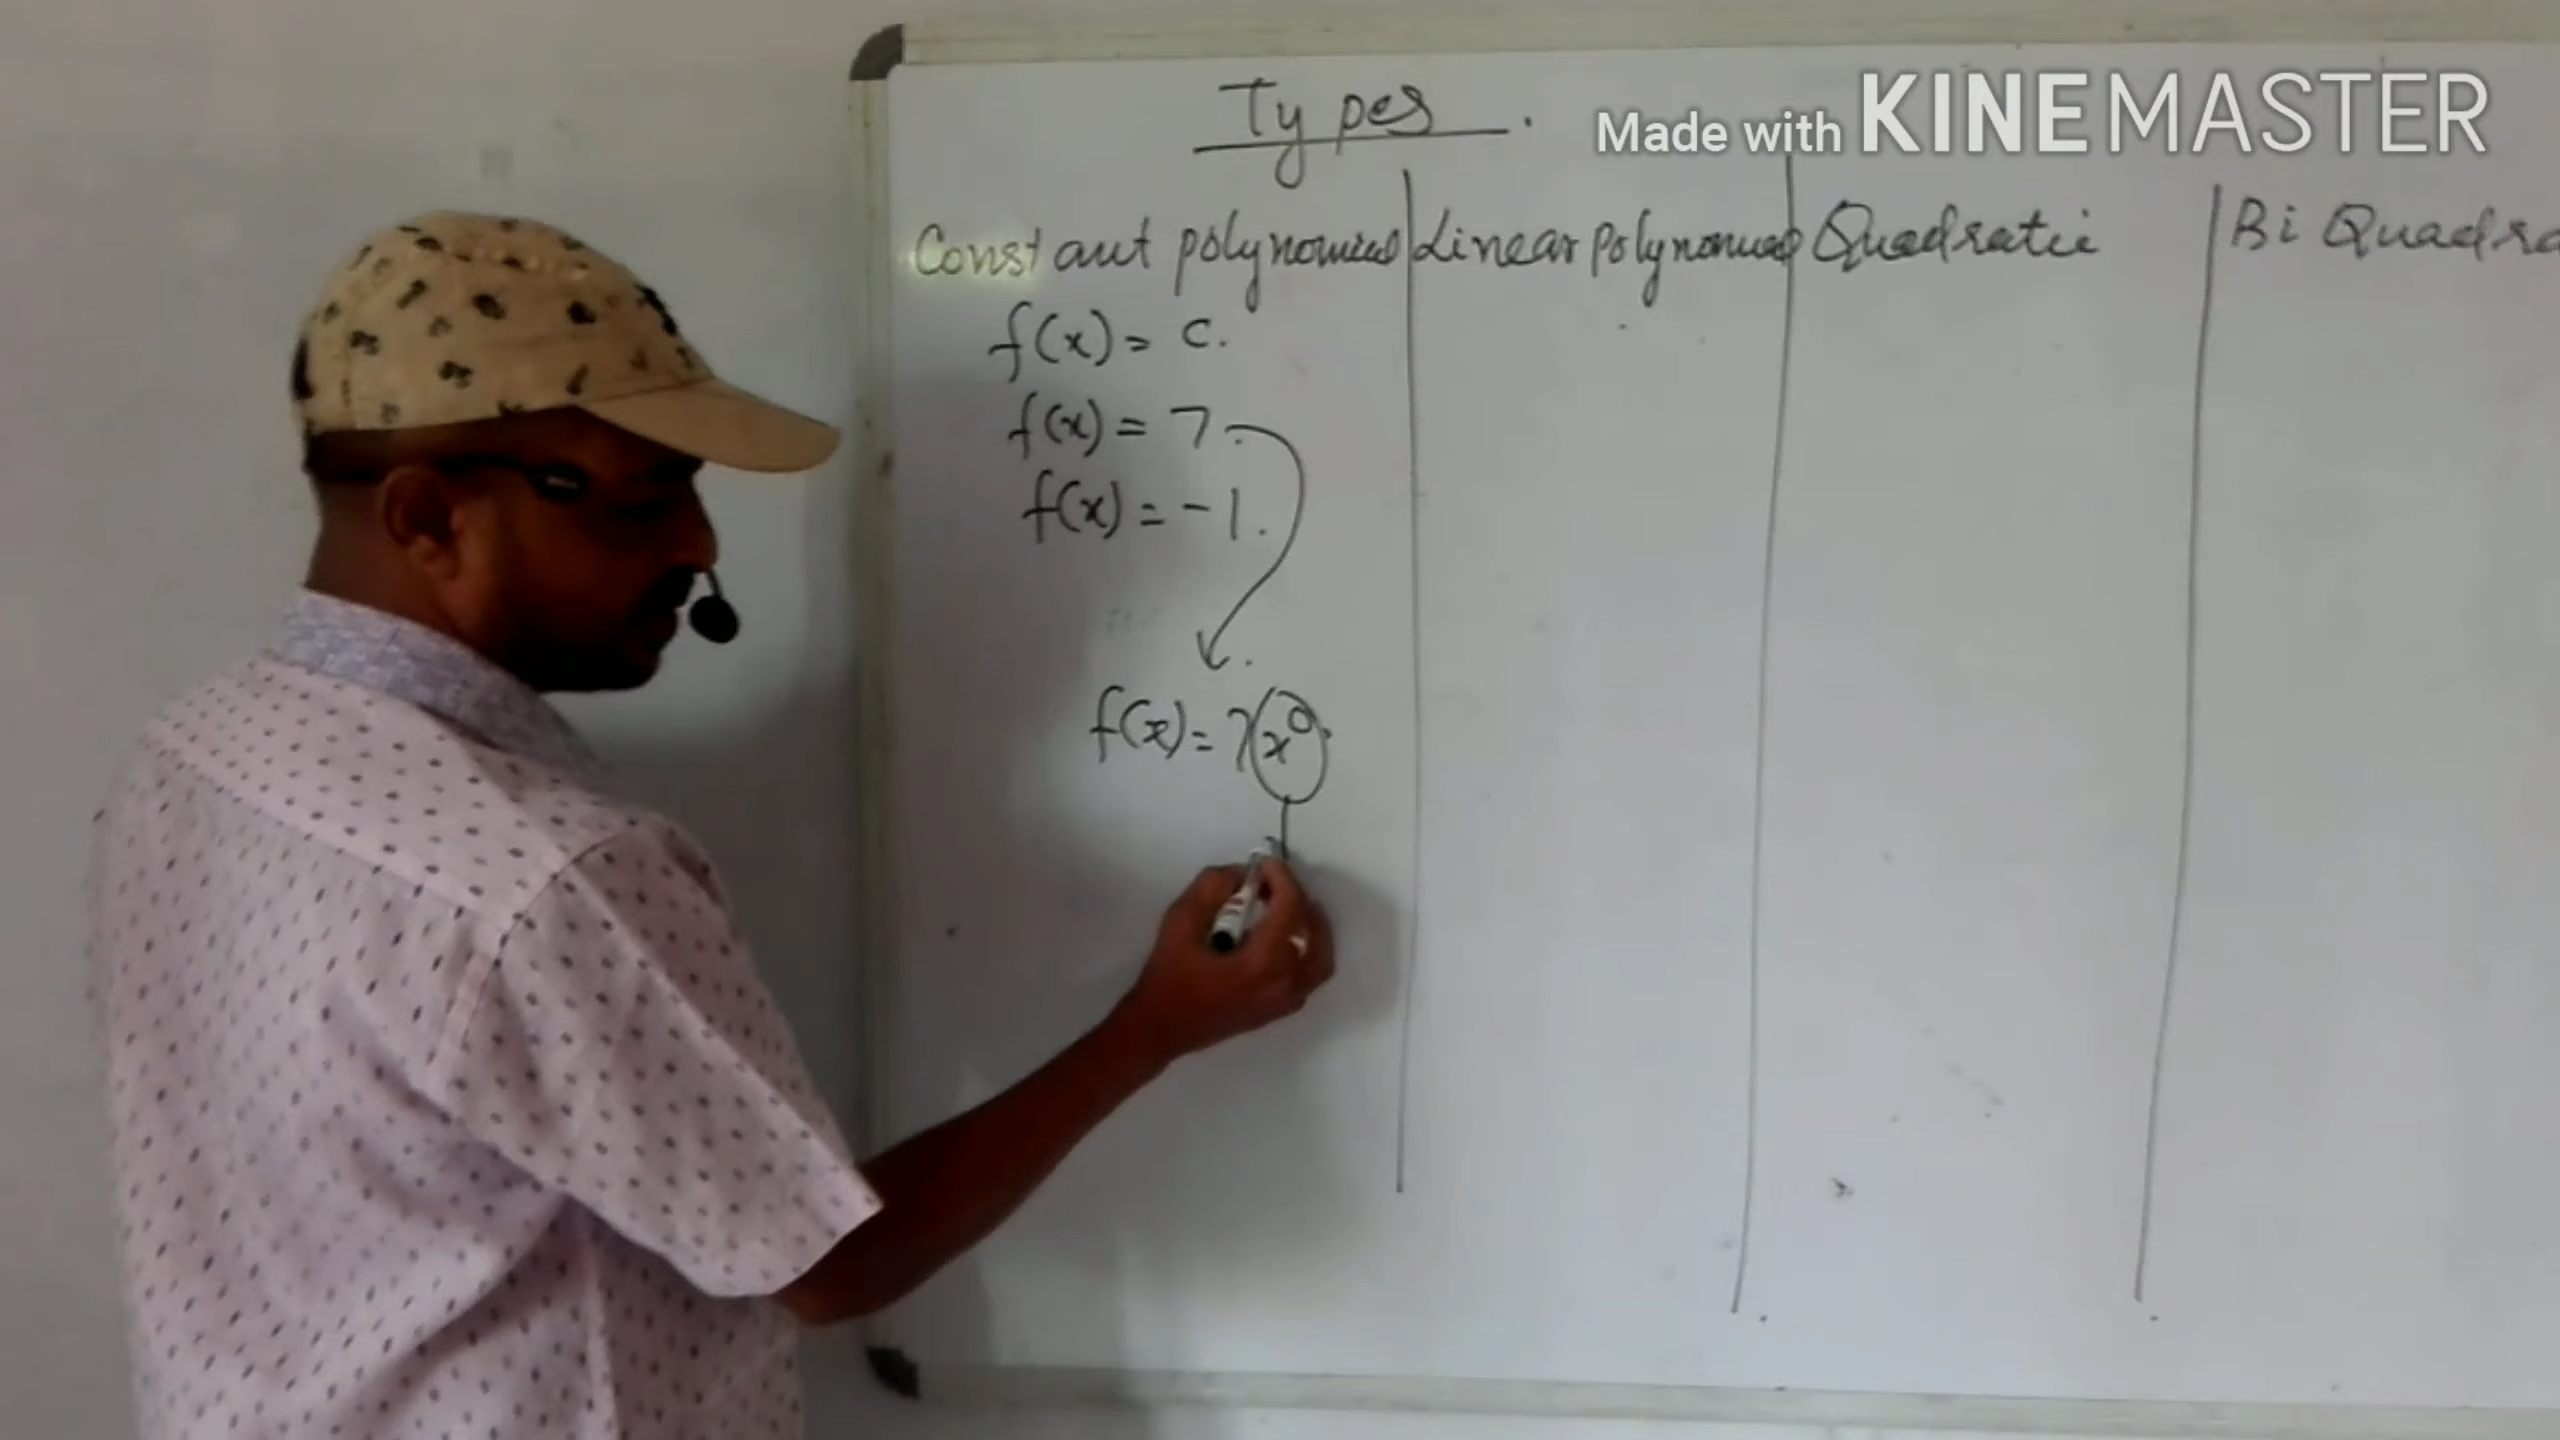 Types.
Made with KINEMASTER
Constant polynomial
Linear polynomial
Quadratic
Bi Quadra
f(x) = c.
f(x) = 7.
f(x) = -1.
f(x) = 7x⁰.